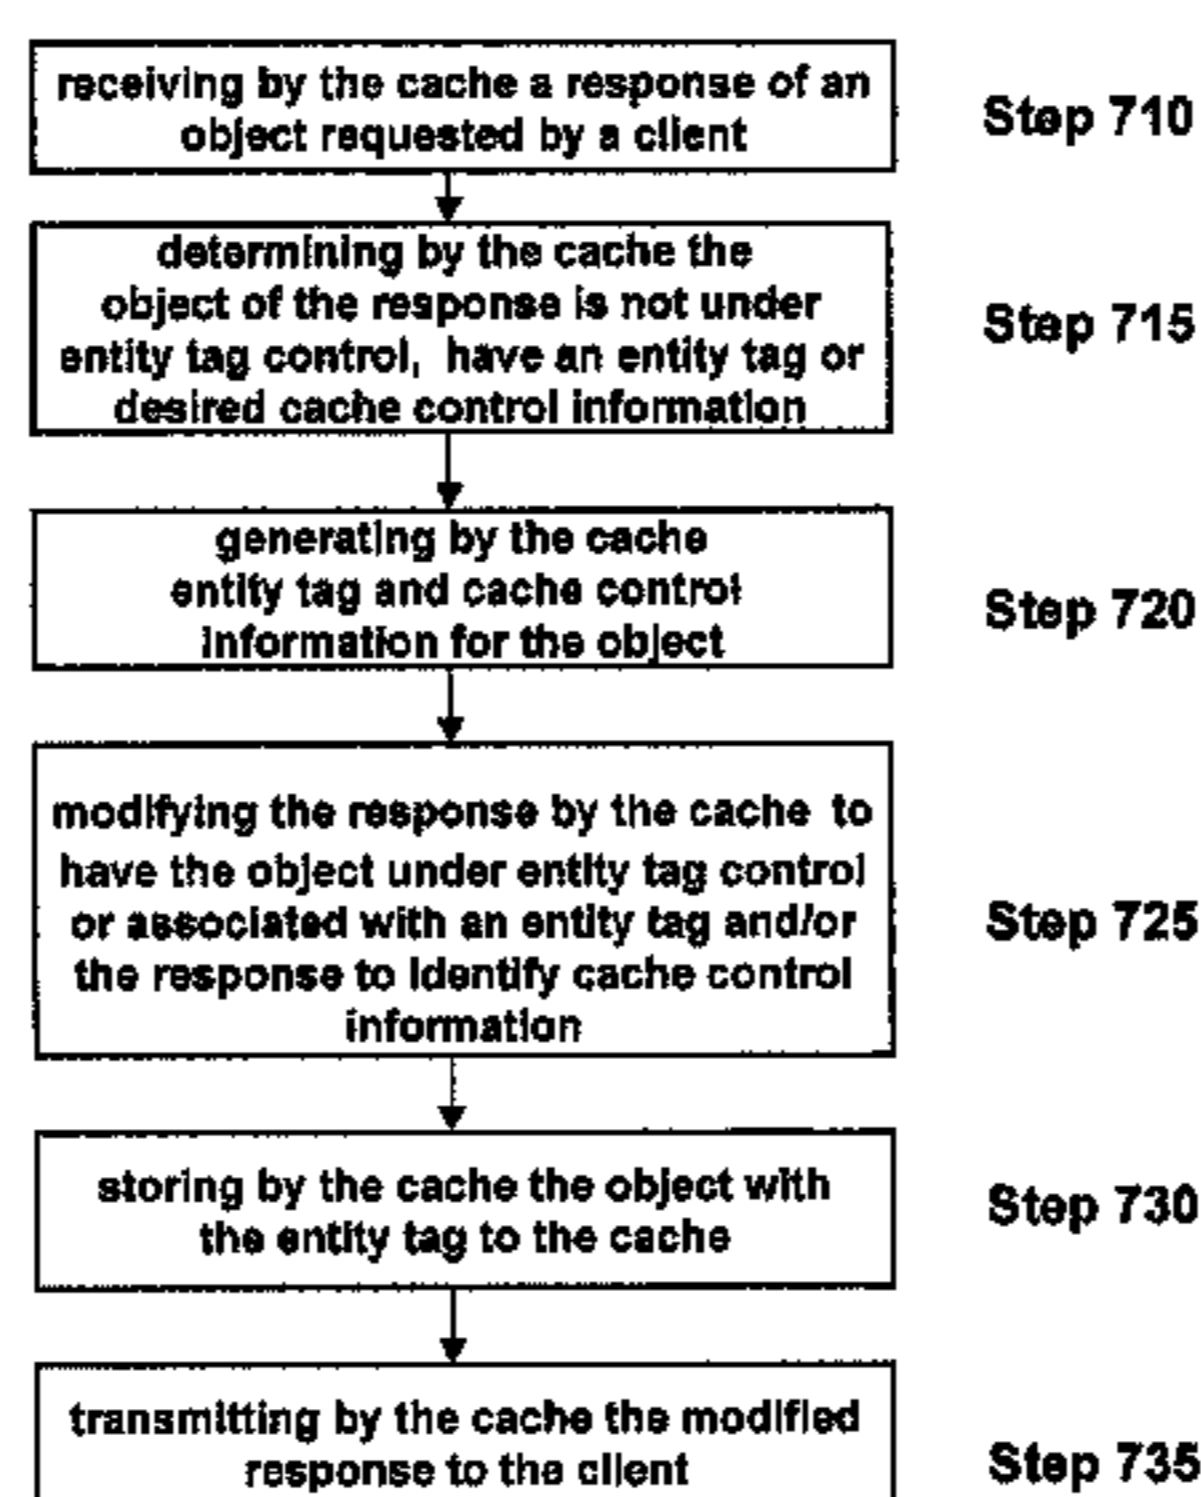 receiving by the cache a response of an
object requested by a client
Step 710
determining by the cache the
object of the response is not under
entity tag control, have an entity tag or
desired cache control information
Step 715
generating by the cache
entity tag and cache control
information for the object
Step 720
modifying the response by the cache to
have the object under entity tag control
or associated with an entity tag and/or
the response to identify cache control
information
Step 725
storing by the cache the object with
the entity tag to the cache
Step 730
transmitting by the cache the modified
response to the client
Step 735